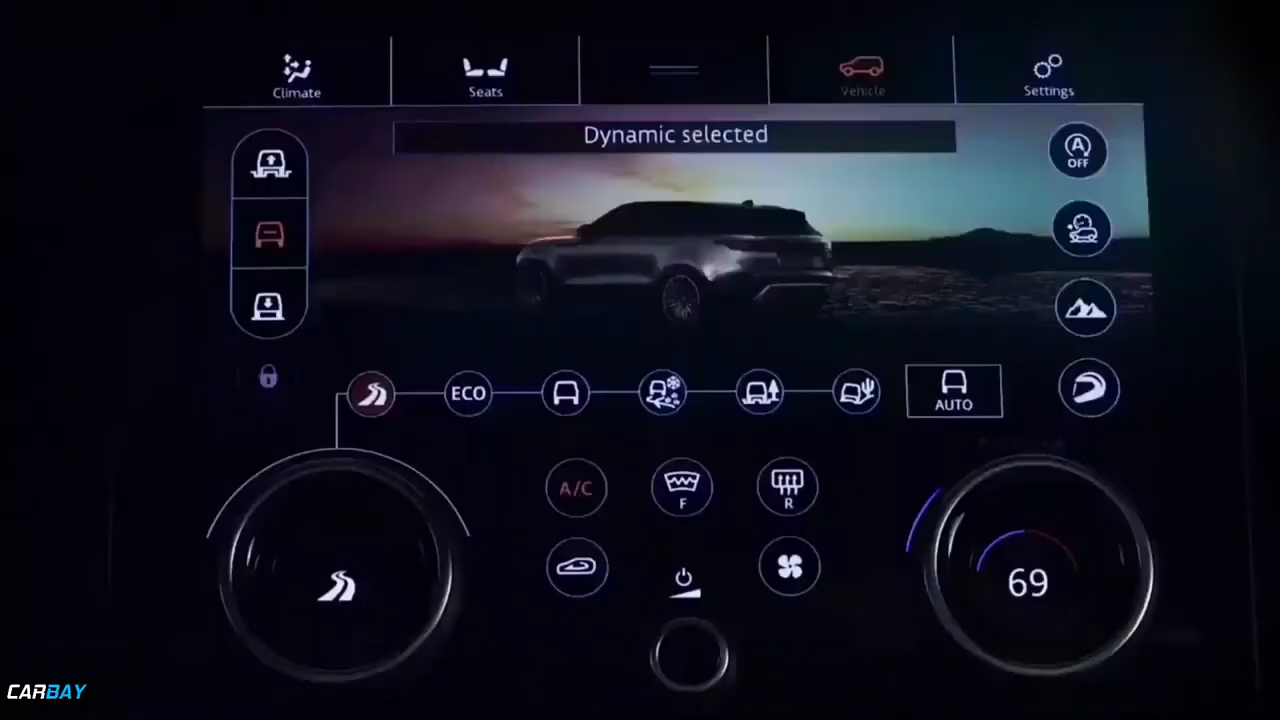 Climate
Seats
Vehicle
Settings
Dynamic selected
A
OFF
ECO
AUTO
A/C
F
R
69
CARBAY